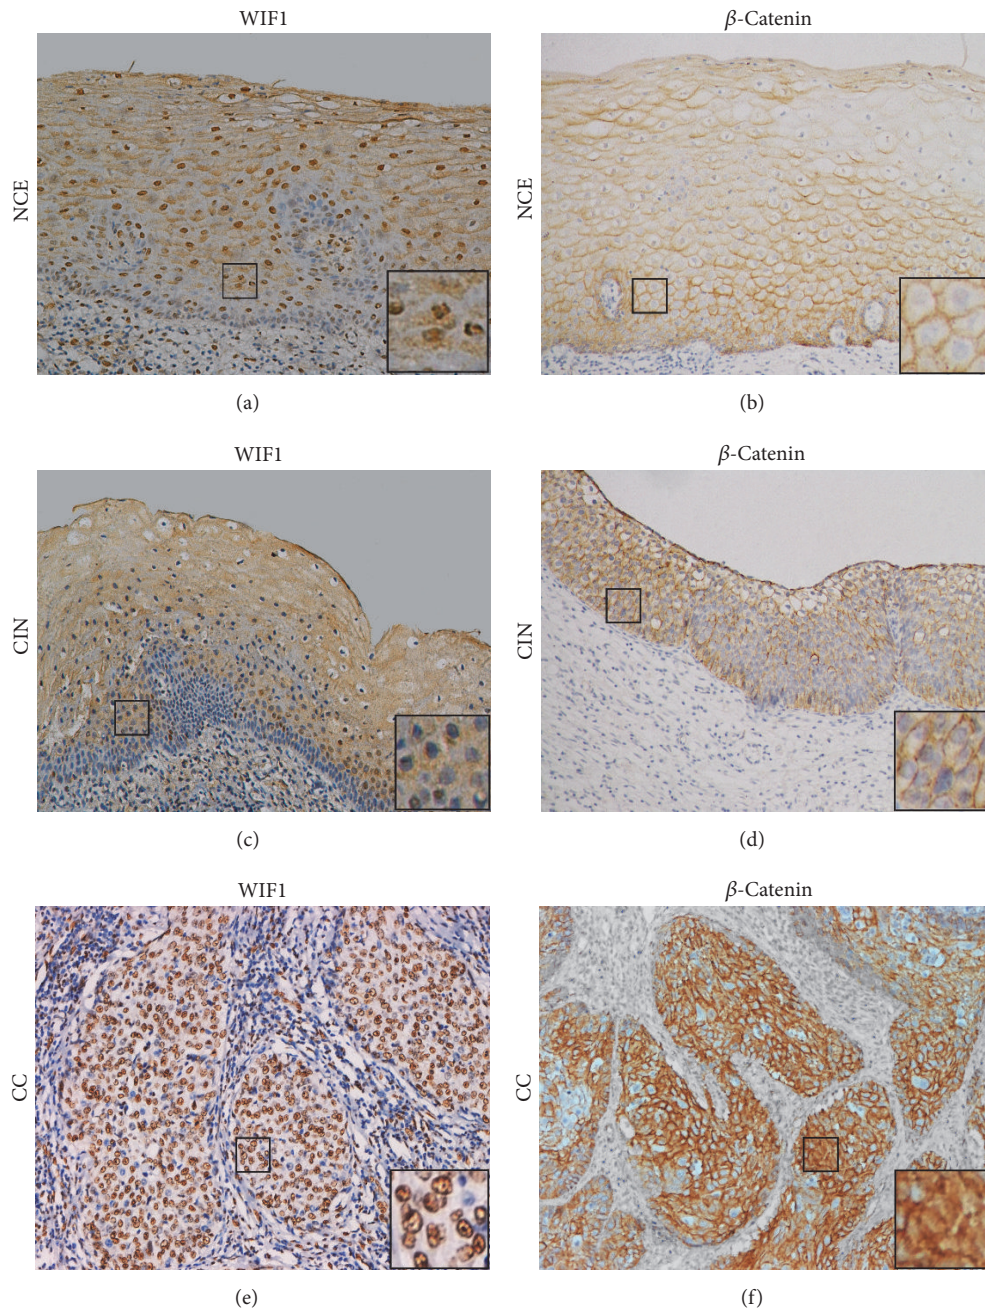 WIF1
β-Catenin
NCE
NCE
(a)
(b)
WIF1
β-Catenin
CIN
CIN
(c)
(d)
WIF1
β-Catenin
CC
CC
(e)
(f)